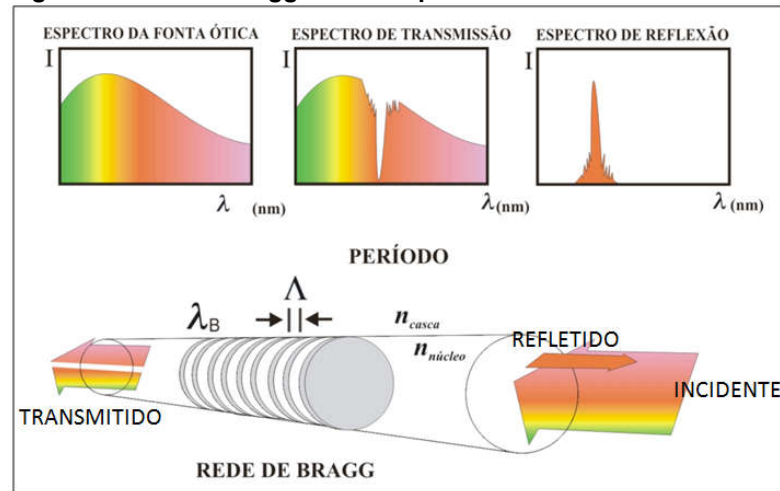 ESPECTRO DA FONTA ÓTICA
ESPECTRO DE TRANSMISSÃO
ESPECTRO DE REFLEXÃO
I
I
I
λ (nm)
λ(nm)
λ(nm)
PERÍODO
Λ
λB
n casca
n núcleo
REFLETIDO
INCIDENTE
TRANSMITIDO
REDE DE BRAGG